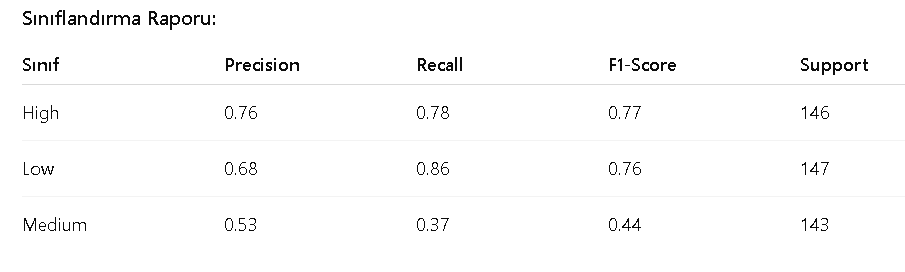 Sınıflandırma Raporu:
Sınıf Precision Recall F1-Score Support
High 0.76 0.78 0.77 146
Low 0.68 0.86 0.76 147
Medium 0.53 0.37 0.44 143